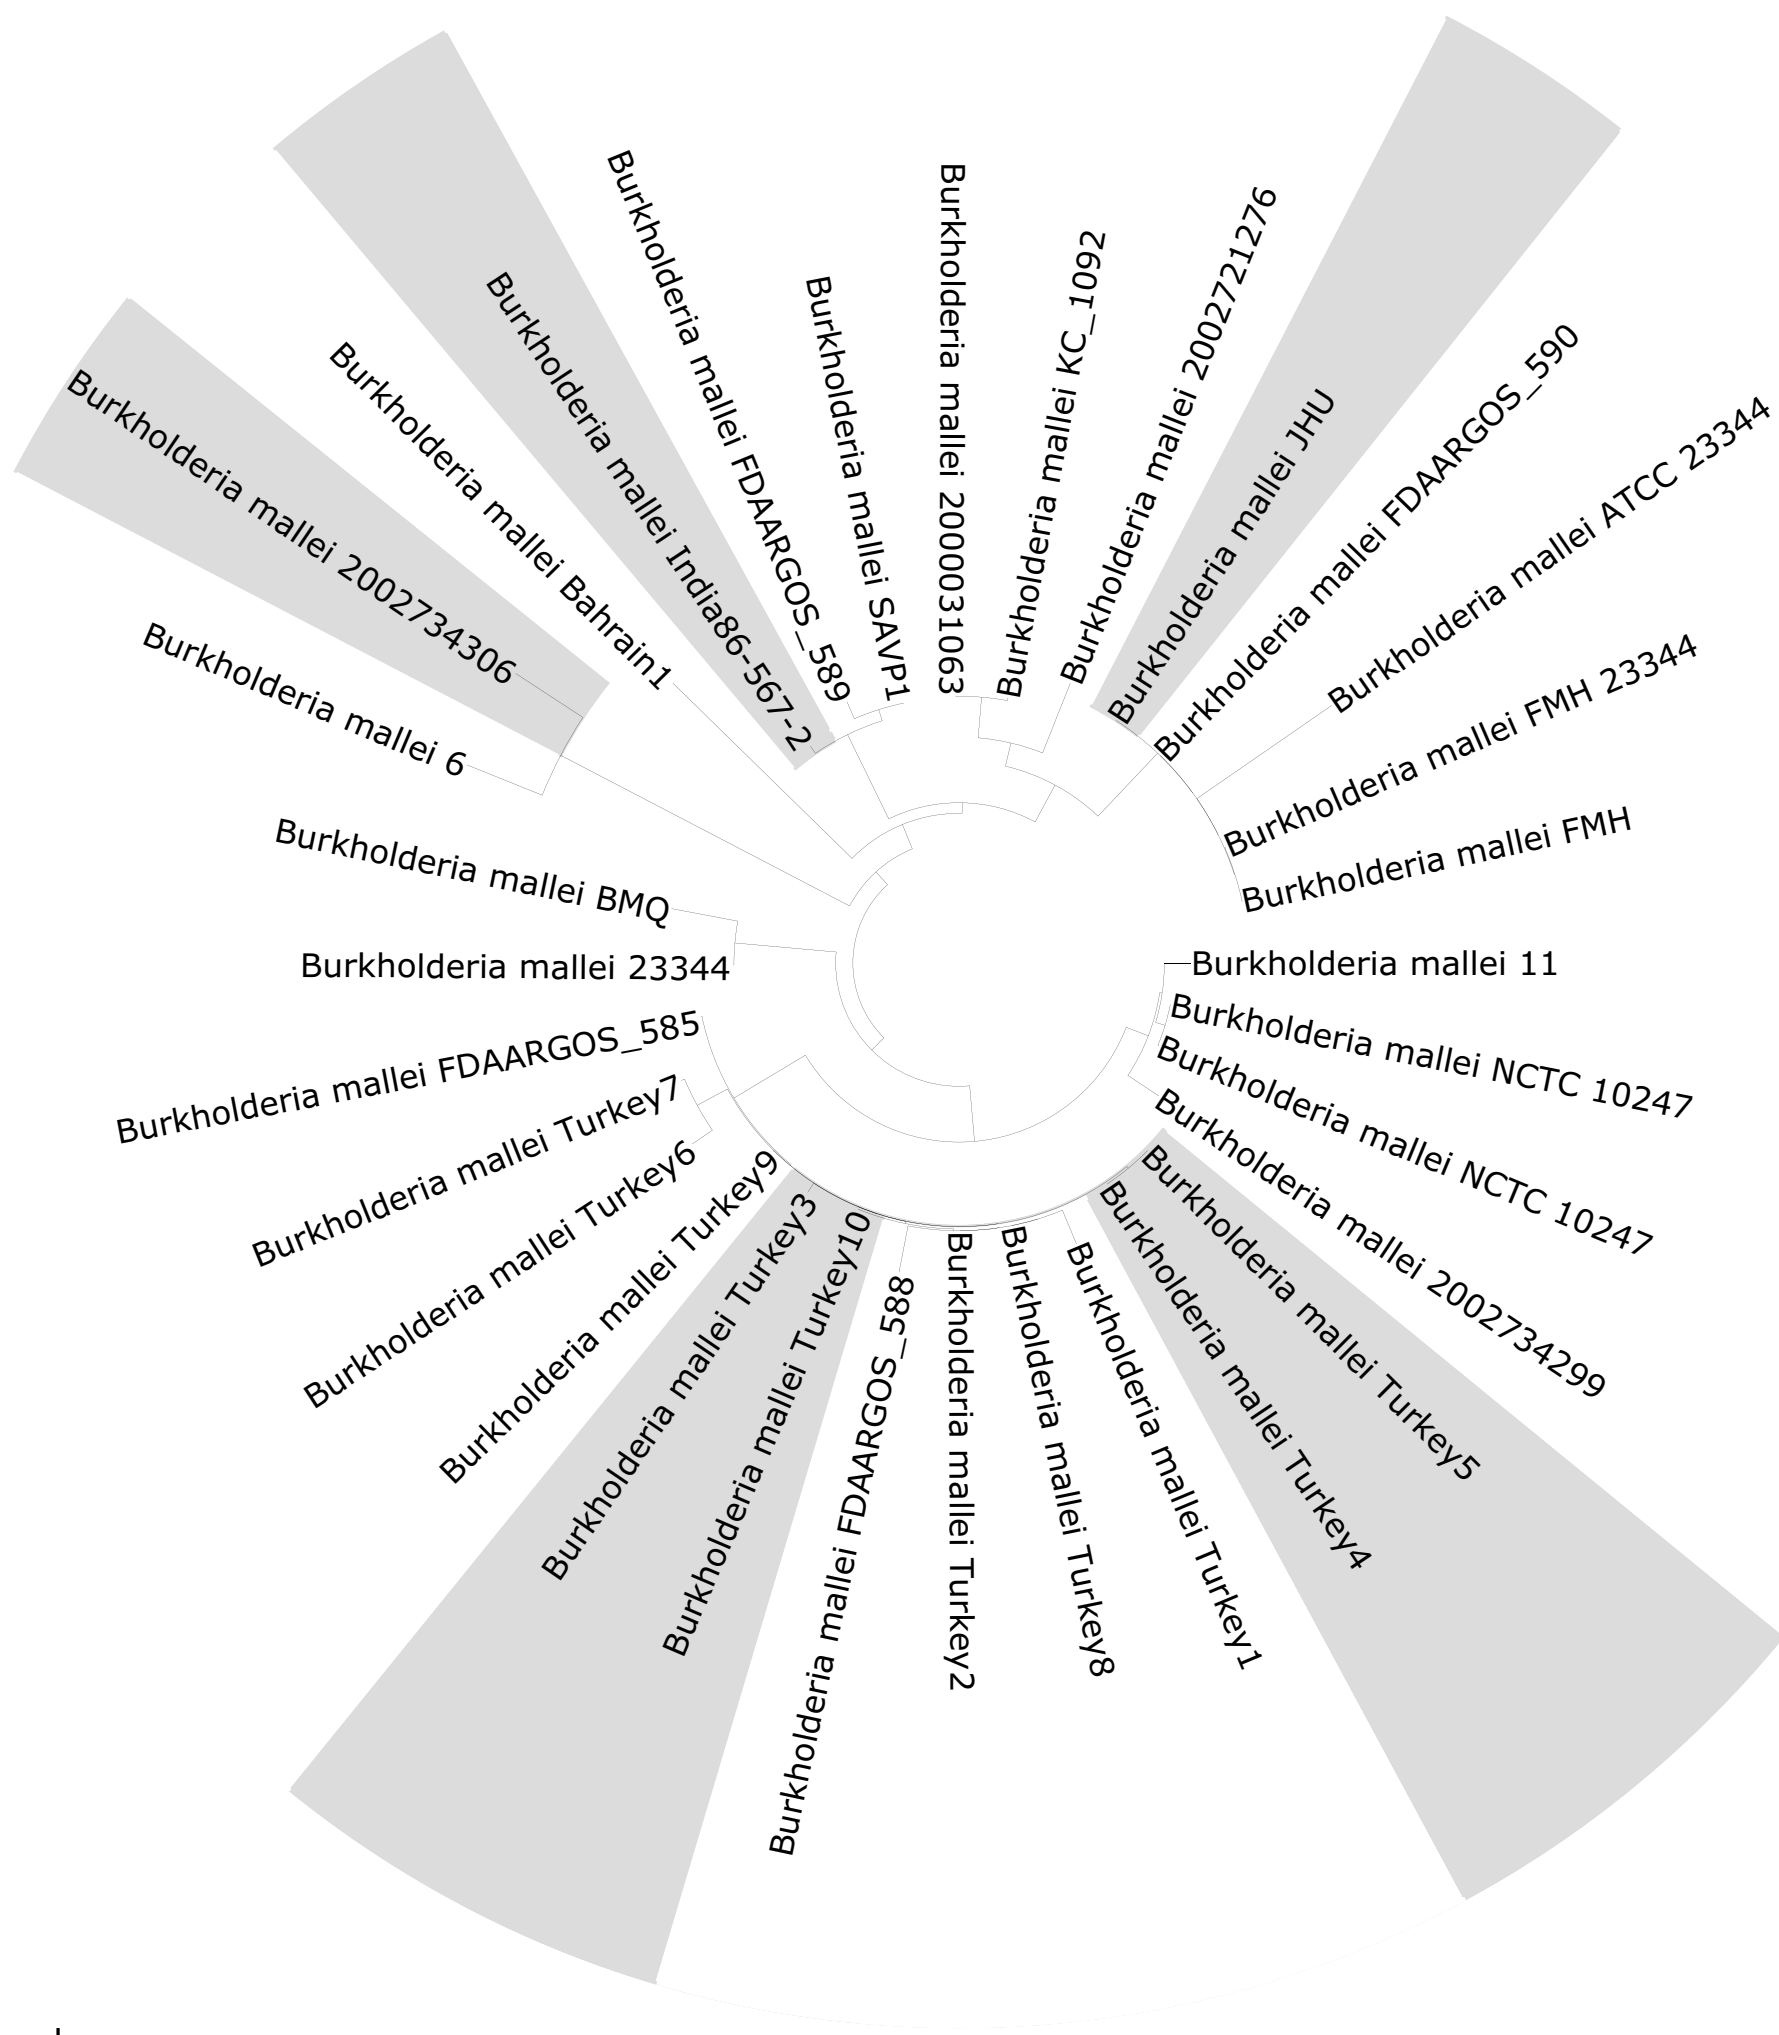 Burkholderia mallei 2000031063
Burkholderia mallei KC_1092
Burkholderia mallei 2002721276
Burkholderia mallei JHU
Burkholderia mallei FDAARGOS_590
Burkholderia mallei ATCC 23344
Burkholderia mallei FMH 23344
Burkholderia mallei FMH
Burkholderia mallei 11
Burkholderia mallei NCTC 10247
Burkholderia mallei NCTC 10247
Burkholderia mallei 2002734299
Burkholderia mallei Turkey5
Burkholderia mallei Turkey4
Burkholderia mallei Turkey1
Burkholderia mallei Turkey8
Burkholderia mallei Turkey2
Burkholderia mallei FDAARGOS_588
Burkholderia mallei Turkey10
Burkholderia mallei Turkey3
Burkholderia mallei Turkey9
Burkholderia mallei Turkey6
Burkholderia mallei Turkey7
Burkholderia mallei FDAARGOS_585
Burkholderia mallei 23344
Burkholderia mallei BMQ
Burkholderia mallei 6
Burkholderia mallei 2002734306
Burkholderia mallei Bahrain1
Burkholderia mallei India86-567-2
Burkholderia mallei FDAARGOS_589
Burkholderia mallei SAVP1